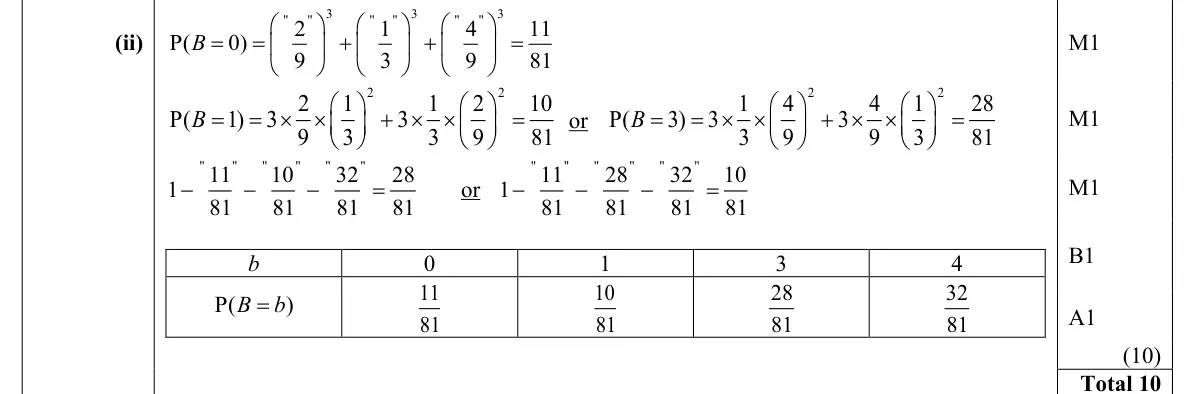 (ii) P(B = 0) = ("2/9")³ + ("1/3")³ + ("4/9")³ = 11/81 M1
P(B = 1) = 3 × 2/9 × (1/3)² + 3 × 1/3 × (2/9)² = 10/81 or P(B = 3) = 3 × 1/3 × (4/9)² + 3 × 4/9 × (1/3)² = 28/81 M1
1 − "11"/81 − "10"/81 − "32"/81 = 28/81 or 1 − "11"/81 − "28"/81 − "32"/81 = 10/81 M1
b 0 1 3 4 B1
P(B = b) 11/81 10/81 28/81 32/81 A1
(10)
Total 10